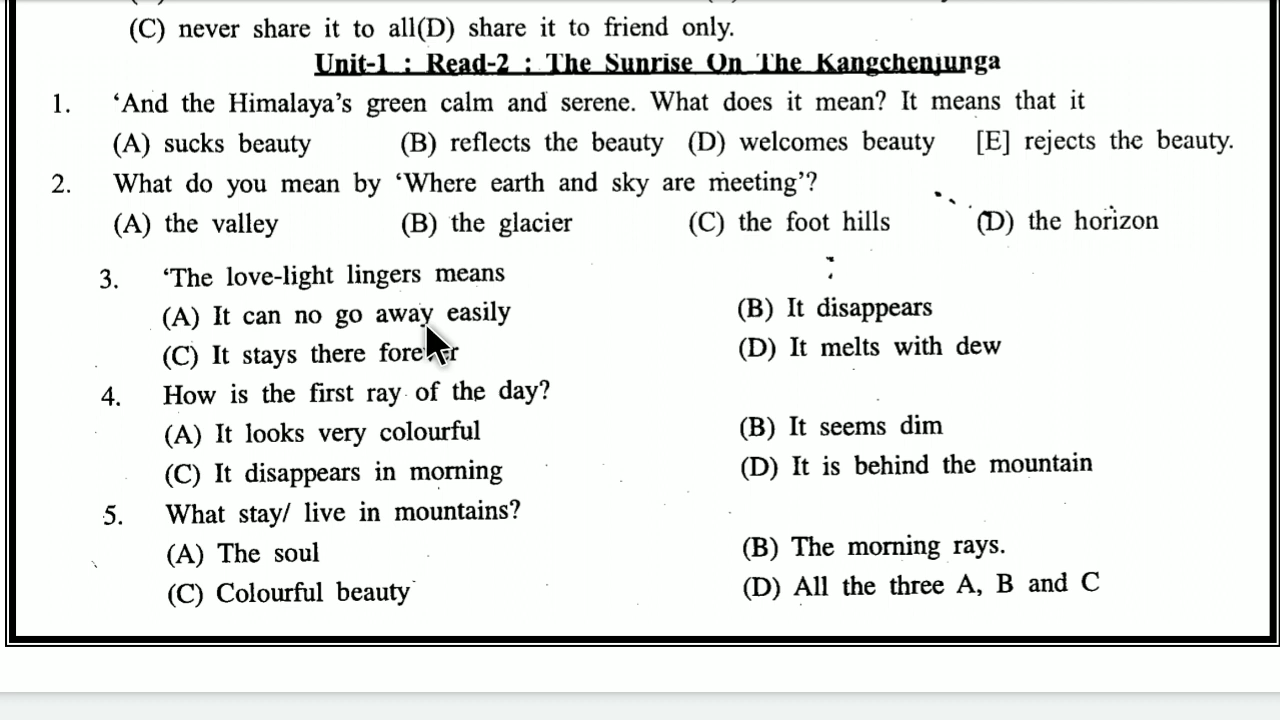 (C) never share it to all(D) share it to friend only.
Unit-1 : Read-2 : The Sunrise On The Kangchenjunga
1. ‘And the Himalaya’s green calm and serene. What does it mean? It means that it
(A) sucks beauty (B) reflects the beauty (D) welcomes beauty [E] rejects the beauty.
2. What do you mean by ‘Where earth and sky are meeting’?
(A) the valley (B) the glacier (C) the foot hills (D) the horizon
3. ‘The love-light lingers means
(A) It can no go away easily (B) It disappears
(C) It stays there forever (D) It melts with dew
4. How is the first ray of the day?
(A) It looks very colourful (B) It seems dim
(C) It disappears in morning (D) It is behind the mountain
5. What stay/ live in mountains?
(A) The soul (B) The morning rays.
(C) Colourful beauty (D) All the three A, B and C